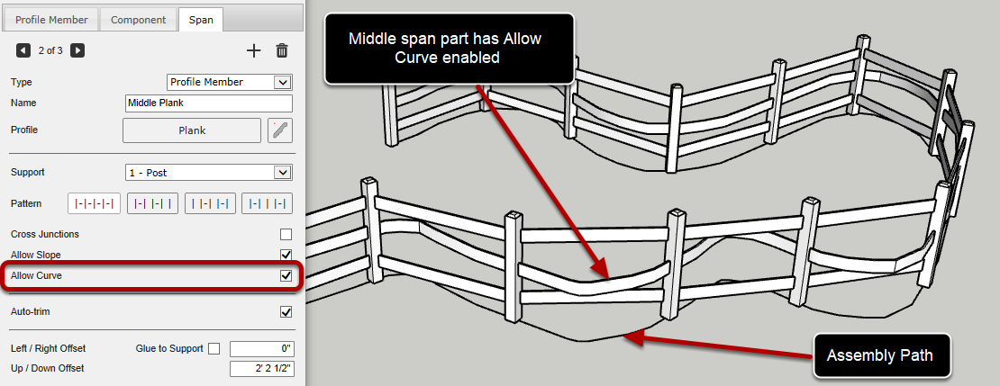 Profile Member Component Span
2 of 3
Type Profile Member
Name Middle Plank
Profile Plank
Support 1 - Post
Pattern |-|-|-|-| |-| |-| | | |-| |-| |-| | |-|
Cross Junctions
Allow Slope
Allow Curve
Auto-trim
Left / Right Offset Glue to Support 0"
Up / Down Offset 2' 2 1/2"
Middle span part has Allow
Curve enabled
Assembly Path